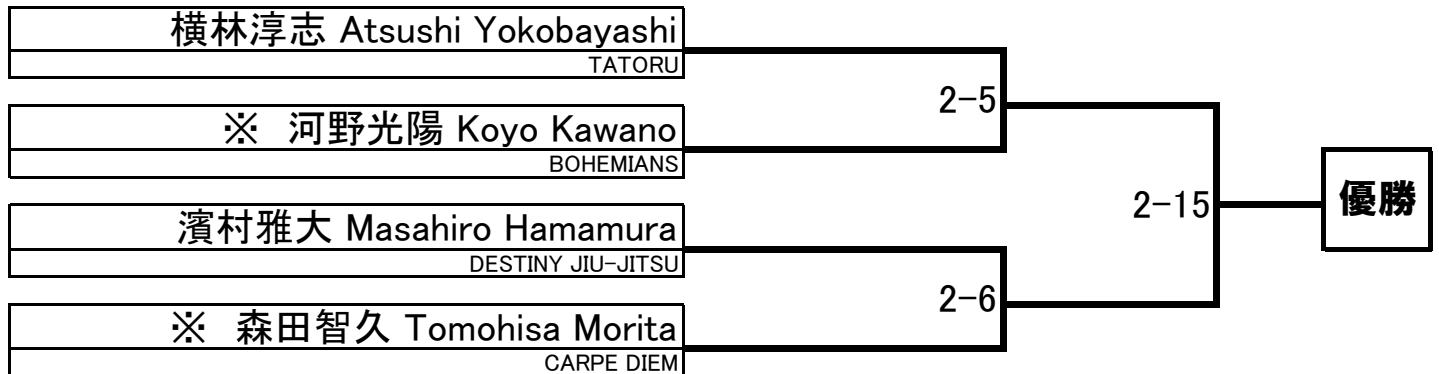 横林淳志 Atsushi Yokobayashi
TATORU
2-5
※ 河野光陽 Koyo Kawano
BOHEMIANS
2-15
優勝
濱村雅大 Masahiro Hamamura
DESTINY JIU-JITSU
2-6
※ 森田智久 Tomohisa Morita
CARPE DIEM